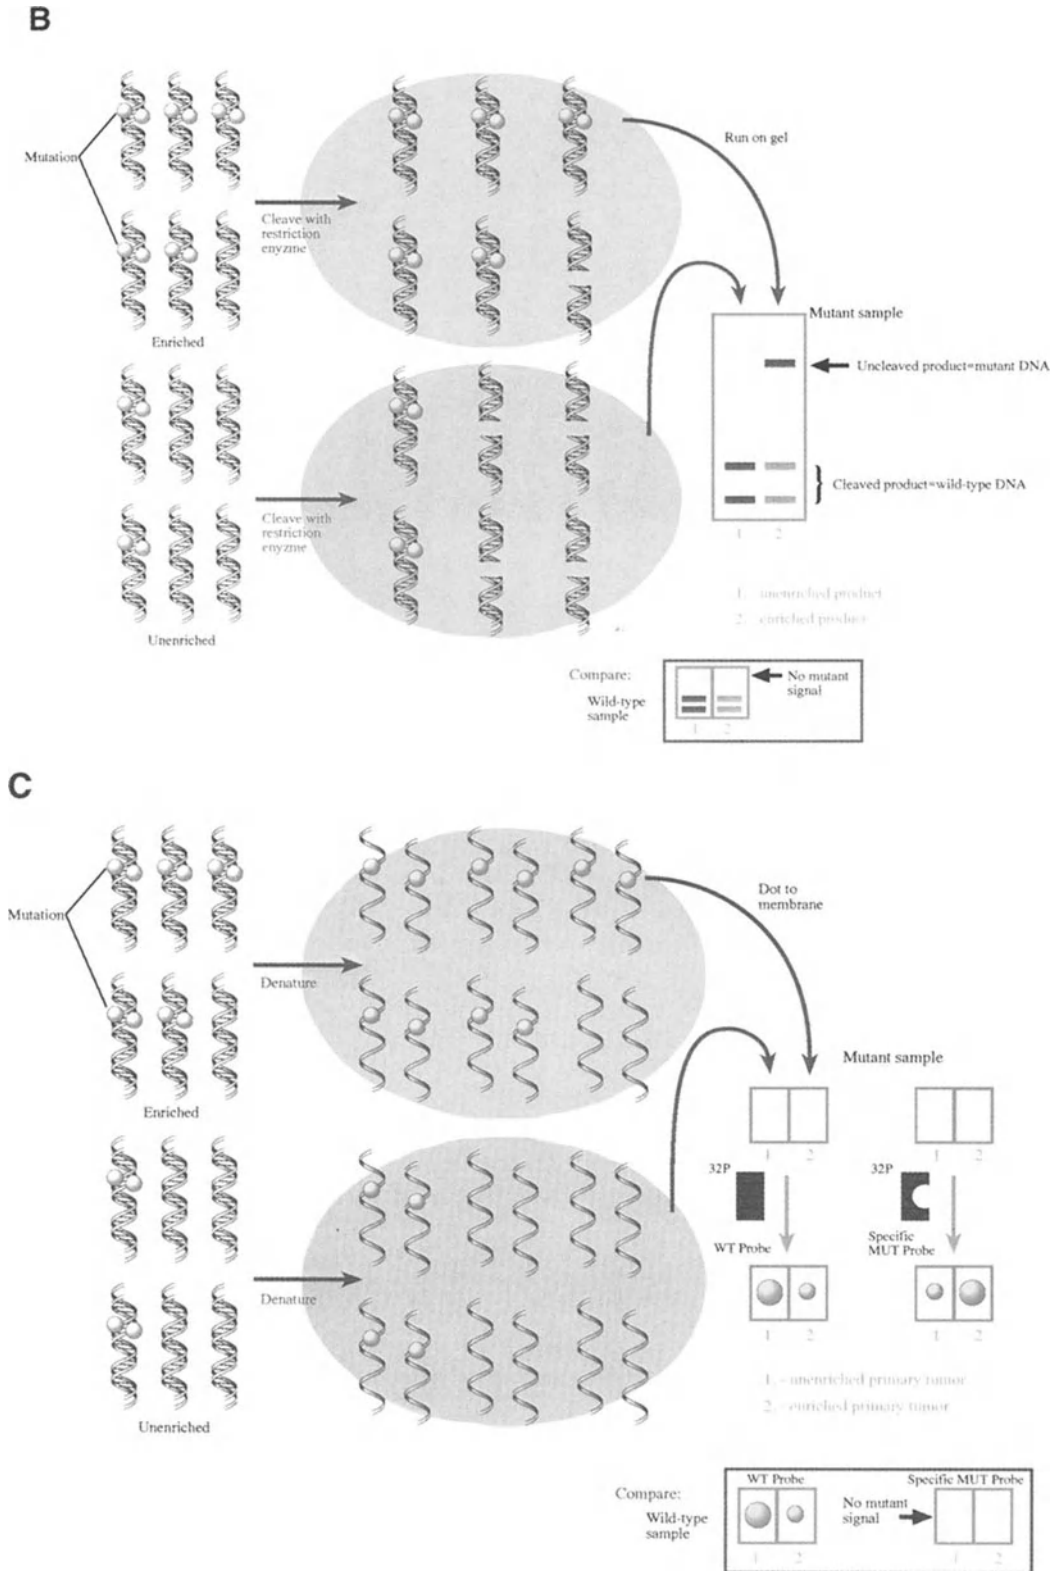 B
Mutation
Cleave with
restriction
enyzme
Enriched
Run on gel
Mutant sample
Uncleaved product=mutant DNA
Cleaved product=wild-type DNA
1 2
Cleave with
restriction
enyzme
Unenriched
1. - unenriched product
2. - enriched product
Compare:
Wild-type
sample
No mutant
signal
1 2
C
Mutation
Denature
Enriched
Dot to
membrane
Mutant sample
1 2
1 2
32P
32P
WT Probe
Specific
MUT Probe
1 2
1 2
Denature
Unenriched
1. - unenriched primary tumor
2. - enriched primary tumor
Compare:
Wild-type
sample
WT Probe
Specific MUT Probe
No mutant
signal
1 2
1 2